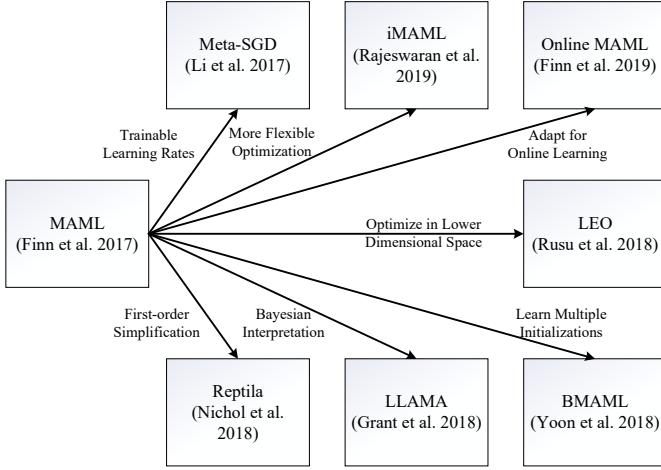 Meta-SGD
(Li et al. 2017)
iMAML
(Rajeswaran et al.
2019)
Online MAML
(Finn et al. 2019)
Trainable
Learning Rates
More Flexible
Optimization
Adapt for
Online Learning
MAML
(Finn et al. 2017)
Optimize in Lower
Dimensional Space
LEO
(Rusu et al. 2018)
First-order
Simplification
Bayesian
Interpretation
Learn Multiple
Initializations
Reptila
(Nichol et al.
2018)
LLAMA
(Grant et al. 2018)
BMAML
(Yoon et al. 2018)